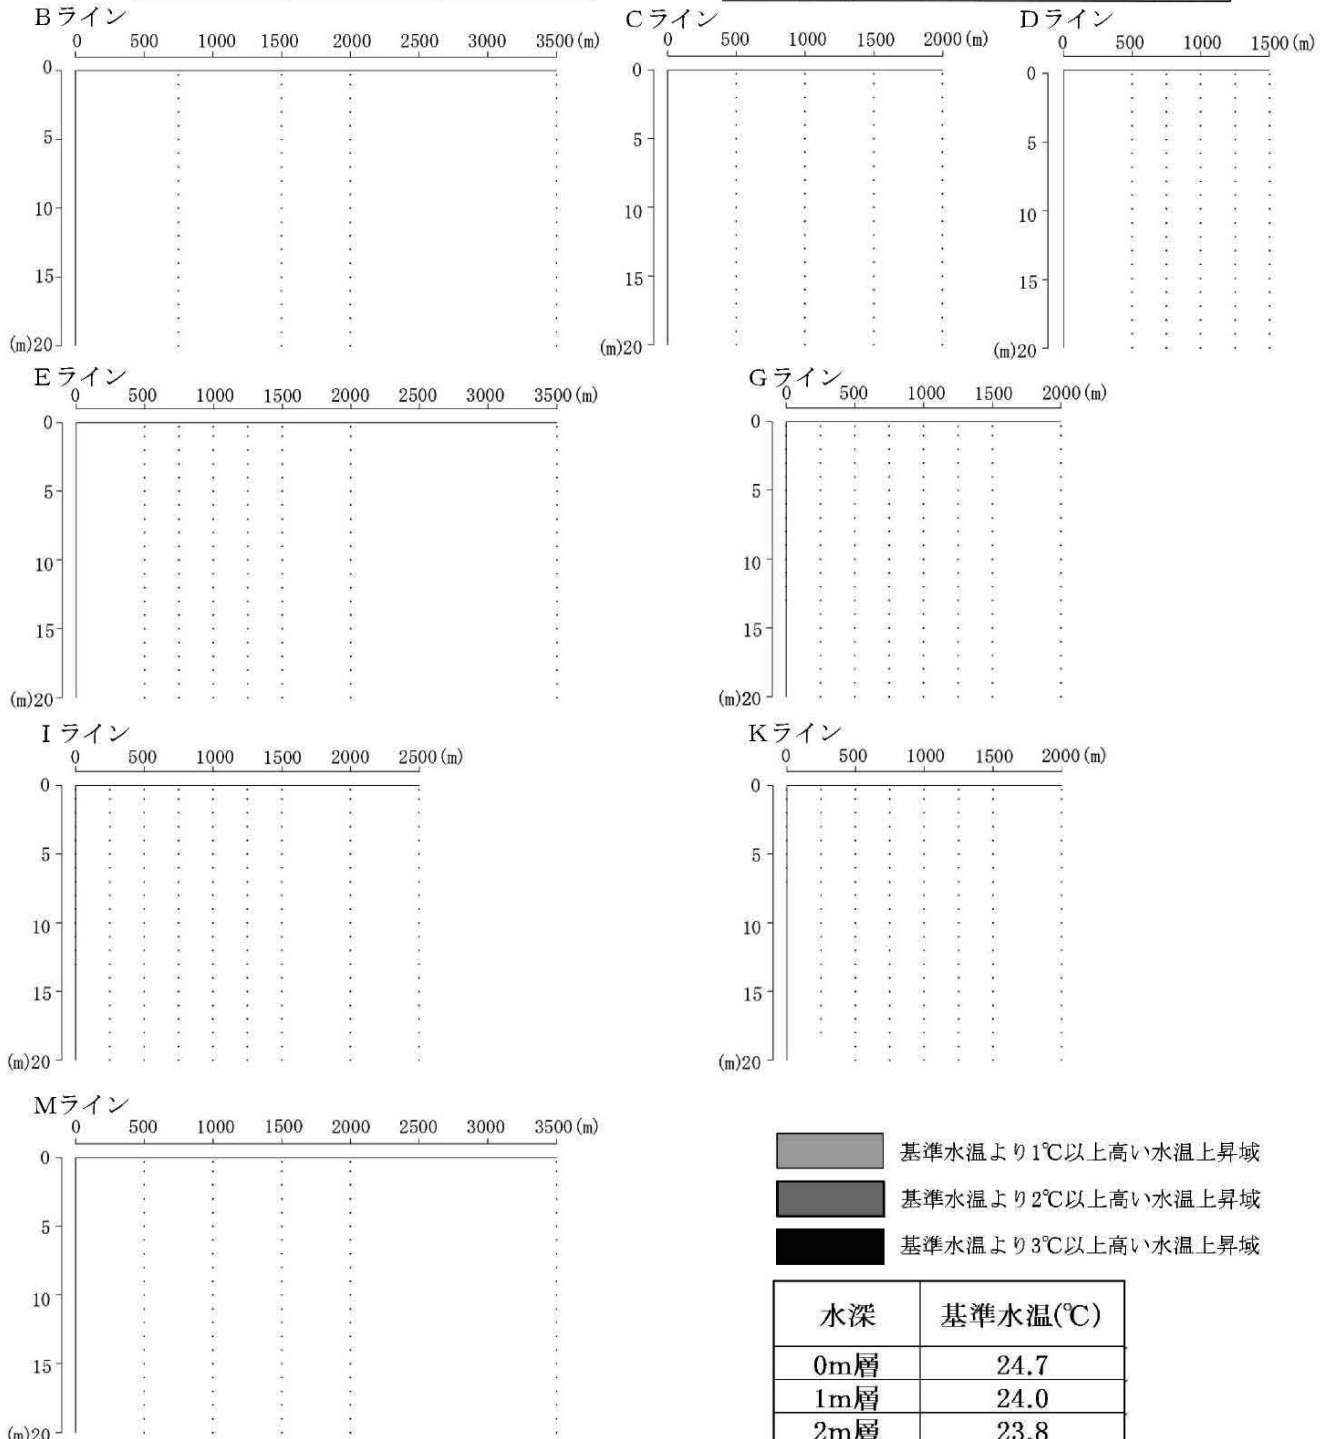 Bライン
0 500 1000 1500 2000 2500 3000 3500(m)
0
5
10
15
(m)20
Cライン
0 500 1000 1500 2000(m)
0
5
10
15
(m)20
Dライン
0 500 1000 1500(m)
0
5
10
15
(m)20
Eライン
0 500 1000 1500 2000 2500 3000 3500(m)
0
5
10
15
(m)20
Gライン
0 500 1000 1500 2000(m)
0
5
10
15
(m)20
Iライン
0 500 1000 1500 2000 2500(m)
0
5
10
15
(m)20
Kライン
0 500 1000 1500 2000(m)
0
5
10
15
(m)20
Mライン
0 500 1000 1500 2000 2500 3000 3500(m)
0
5
10
15
(m)20
基準水温より1℃以上高い水温上昇域
基準水温より2℃以上高い水温上昇域
基準水温より3℃以上高い水温上昇域
水深 基準水温(℃)
0m層 24.7
1m層 24.0
2m層 23.8